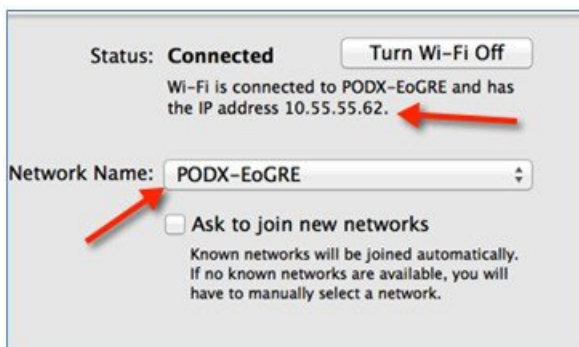 Status: Connected Turn Wi-Fi Off
Wi-Fi is connected to PODX-EoGRE and has
the IP address 10.55.55.62.
Network Name: PODX-EoGRE
Ask to join new networks
Known networks will be joined automatically.
If no known networks are available, you will
have to manually select a network.